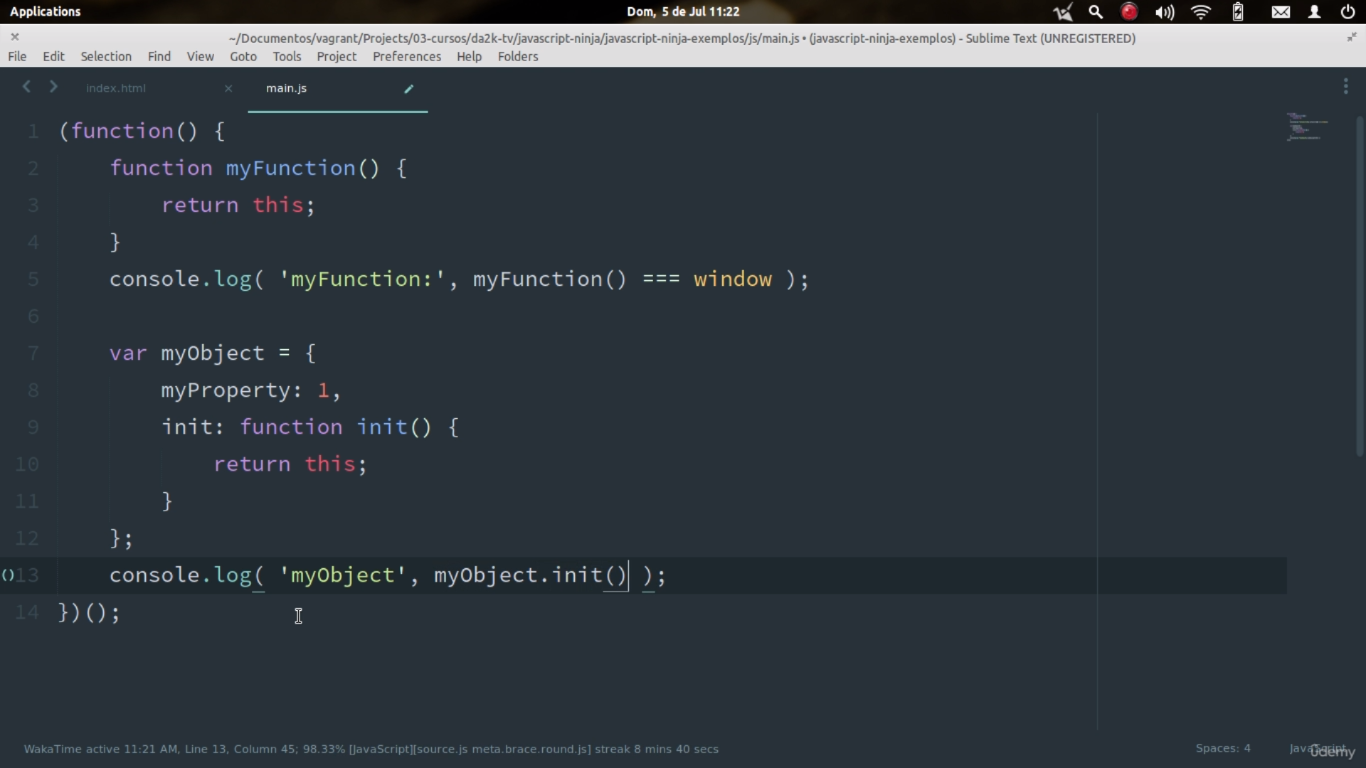 Applications
Dom, 5 de Jul 11:22
~/Documentos/vagrant/Projects/03-cursos/da2k-tv/javascript-ninja/javascript-ninja-exemplos/js/main.js • (javascript-ninja-exemplos) - Sublime Text (UNREGISTERED)
File Edit Selection Find View Goto Tools Project Preferences Help Folders
index.html × main.js
1 (function() {
2     function myFunction() {
3         return this;
4     }
5     console.log( 'myFunction:', myFunction() === window );
6
7     var myObject = {
8         myProperty: 1,
9         init: function init() {
10             return this;
11         }
12     };
13     console.log( 'myObject', myObject.init() );
14 })();
WakaTime active 11:21 AM, Line 13, Column 45; 98.33% [JavaScript][source.js meta.brace.round.js] streak 8 mins 40 secs
Spaces: 4
JavaScript
ûdemy